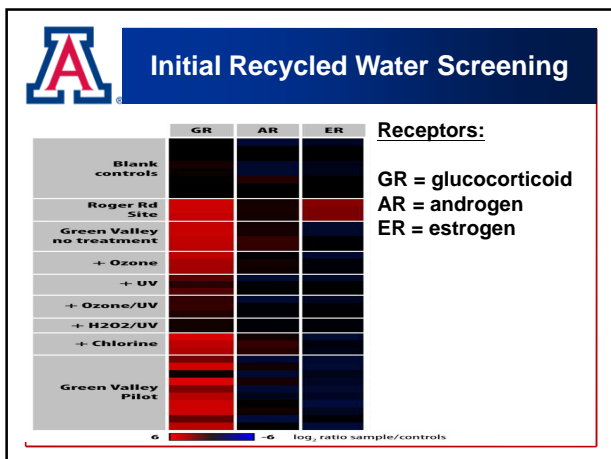 A
®
Initial Recycled Water Screening
GR AR ER
Blank
controls
Roger Rd
Site
Green Valley
no treatment
+ Ozone
+ UV
+ Ozone/UV
+ H2O2/UV
+ Chlorine
Green Valley
Pilot
6 -6 log₂ ratio sample/controls
Receptors:
GR = glucocorticoid
AR = androgen
ER = estrogen